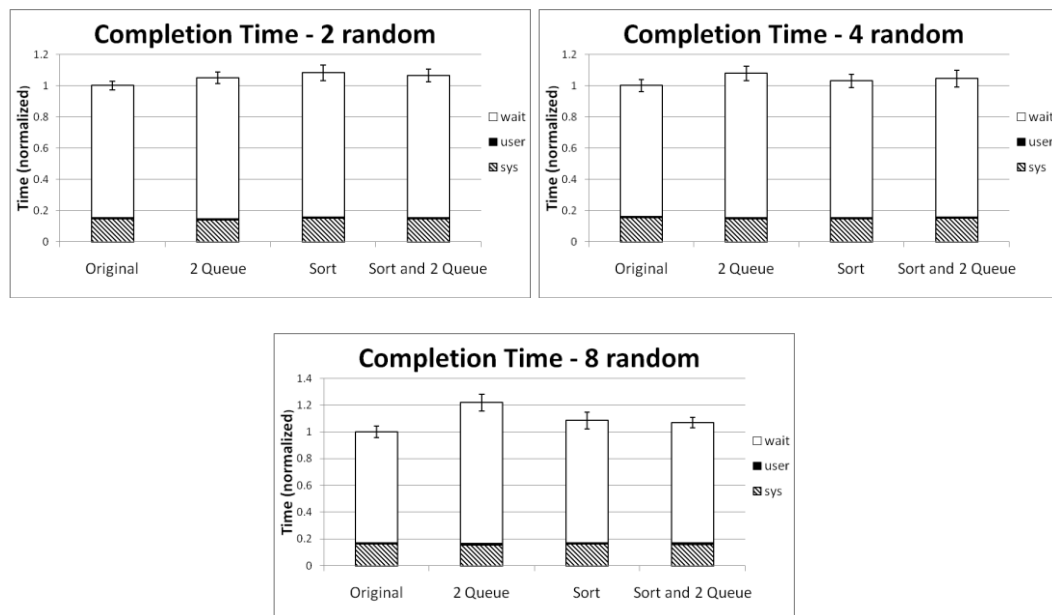 Completion Time - 2 random
Time (normalized)
1.2
1
0.8
0.6
0.4
0.2
0
Original
2 Queue
Sort
Sort and 2 Queue
wait
user
sys
Completion Time - 4 random
Time (normalized)
1.2
1
0.8
0.6
0.4
0.2
0
Original
2 Queue
Sort
Sort and 2 Queue
wait
user
sys
Completion Time - 8 random
Time (normalized)
1.4
1.2
1
0.8
0.6
0.4
0.2
0
Original
2 Queue
Sort
Sort and 2 Queue
wait
user
sys